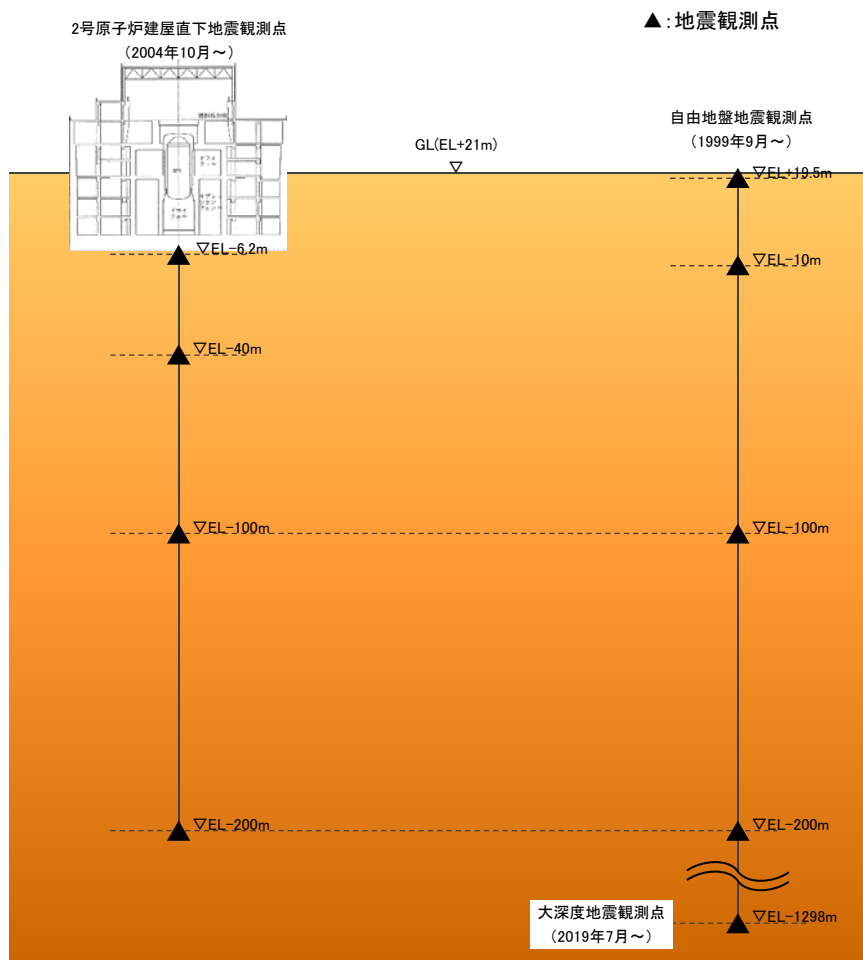 ▲:地震観測点
2号原子炉建屋直下地震観測点
(2004年10月～)
自由地盤地震観測点
(1999年9月～)
GL(EL+21m)
▽
▽EL+19.5m
▽EL-6.2m
▽EL-10m
▽EL-40m
▽EL-100m
▽EL-100m
▽EL-200m
▽EL-200m
大深度地震観測点
(2019年7月～)
▽EL-1298m